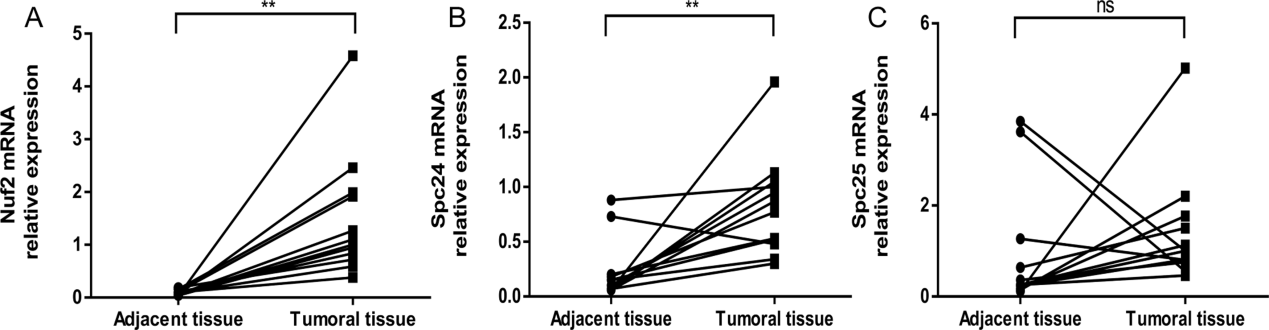 A
**
Nuf2 mRNA
relative expression
5
4
3
2
1
0
Adjacent tissue
Tumoral tissue
B
**
Spc24 mRNA
relative expression
2.5
2.0
1.5
1.0
0.5
0.0
Adjacent tissue
Tumoral tissue
C
ns
Spc25 mRNA
relative expression
6
4
2
0
Adjacent tissue
Tumoral tissue